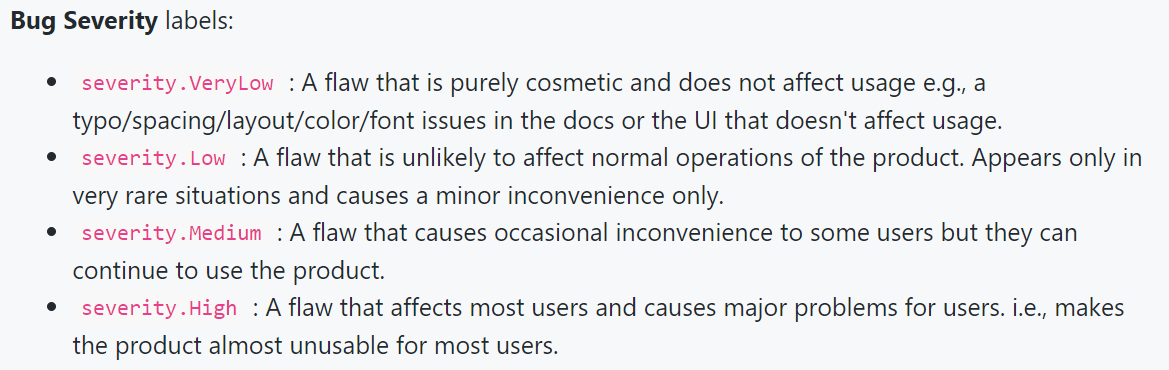 Bug Severity labels:
severity.VeryLow : A flaw that is purely cosmetic and does not affect usage e.g., a
typo/spacing/layout/color/font issues in the docs or the UI that doesn't affect usage.
severity.Low : A flaw that is unlikely to affect normal operations of the product. Appears only in
very rare situations and causes a minor inconvenience only.
severity.Medium : A flaw that causes occasional inconvenience to some users but they can
continue to use the product.
severity.High : A flaw that affects most users and causes major problems for users. i.e., makes
the product almost unusable for most users.